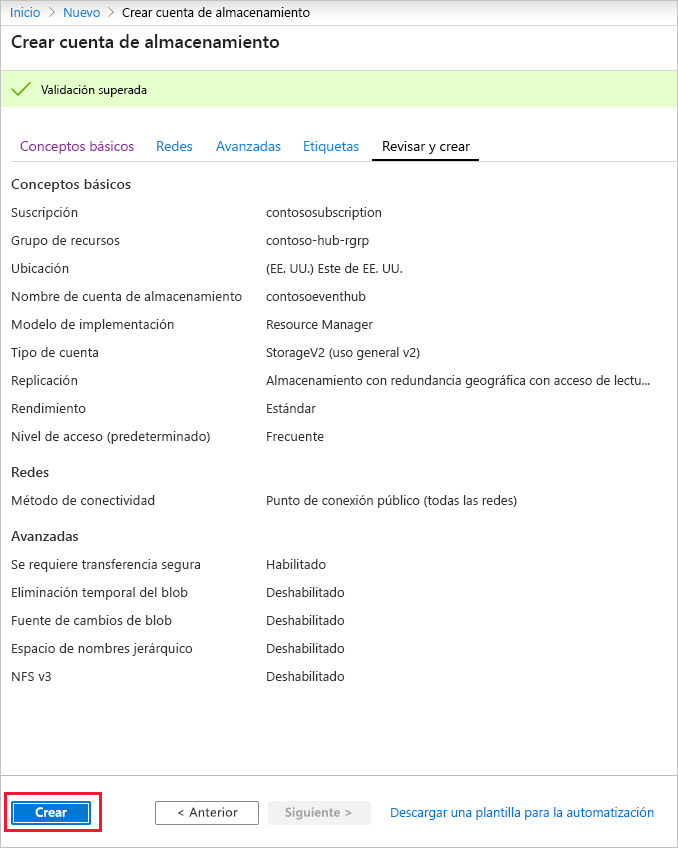 Inicio > Nuevo > Crear cuenta de almacenamiento
Crear cuenta de almacenamiento
Validación superada
Conceptos básicos Redes Avanzadas Etiquetas Revisar y crear
Conceptos básicos
Suscripción contososubscription
Grupo de recursos contoso-hub-rgrp
Ubicación (EE. UU.) Este de EE. UU.
Nombre de cuenta de almacenamiento contosoeventhub
Modelo de implementación Resource Manager
Tipo de cuenta StorageV2 (uso general v2)
Replicación Almacenamiento con redundancia geográfica con acceso de lectu...
Rendimiento Estándar
Nivel de acceso (predeterminado) Frecuente
Redes
Método de conectividad Punto de conexión público (todas las redes)
Avanzadas
Se requiere transferencia segura Habilitado
Eliminación temporal del blob Deshabilitado
Fuente de cambios de blob Deshabilitado
Espacio de nombres jerárquico Deshabilitado
NFS v3 Deshabilitado
Crear < Anterior Siguiente > Descargar una plantilla para la automatización